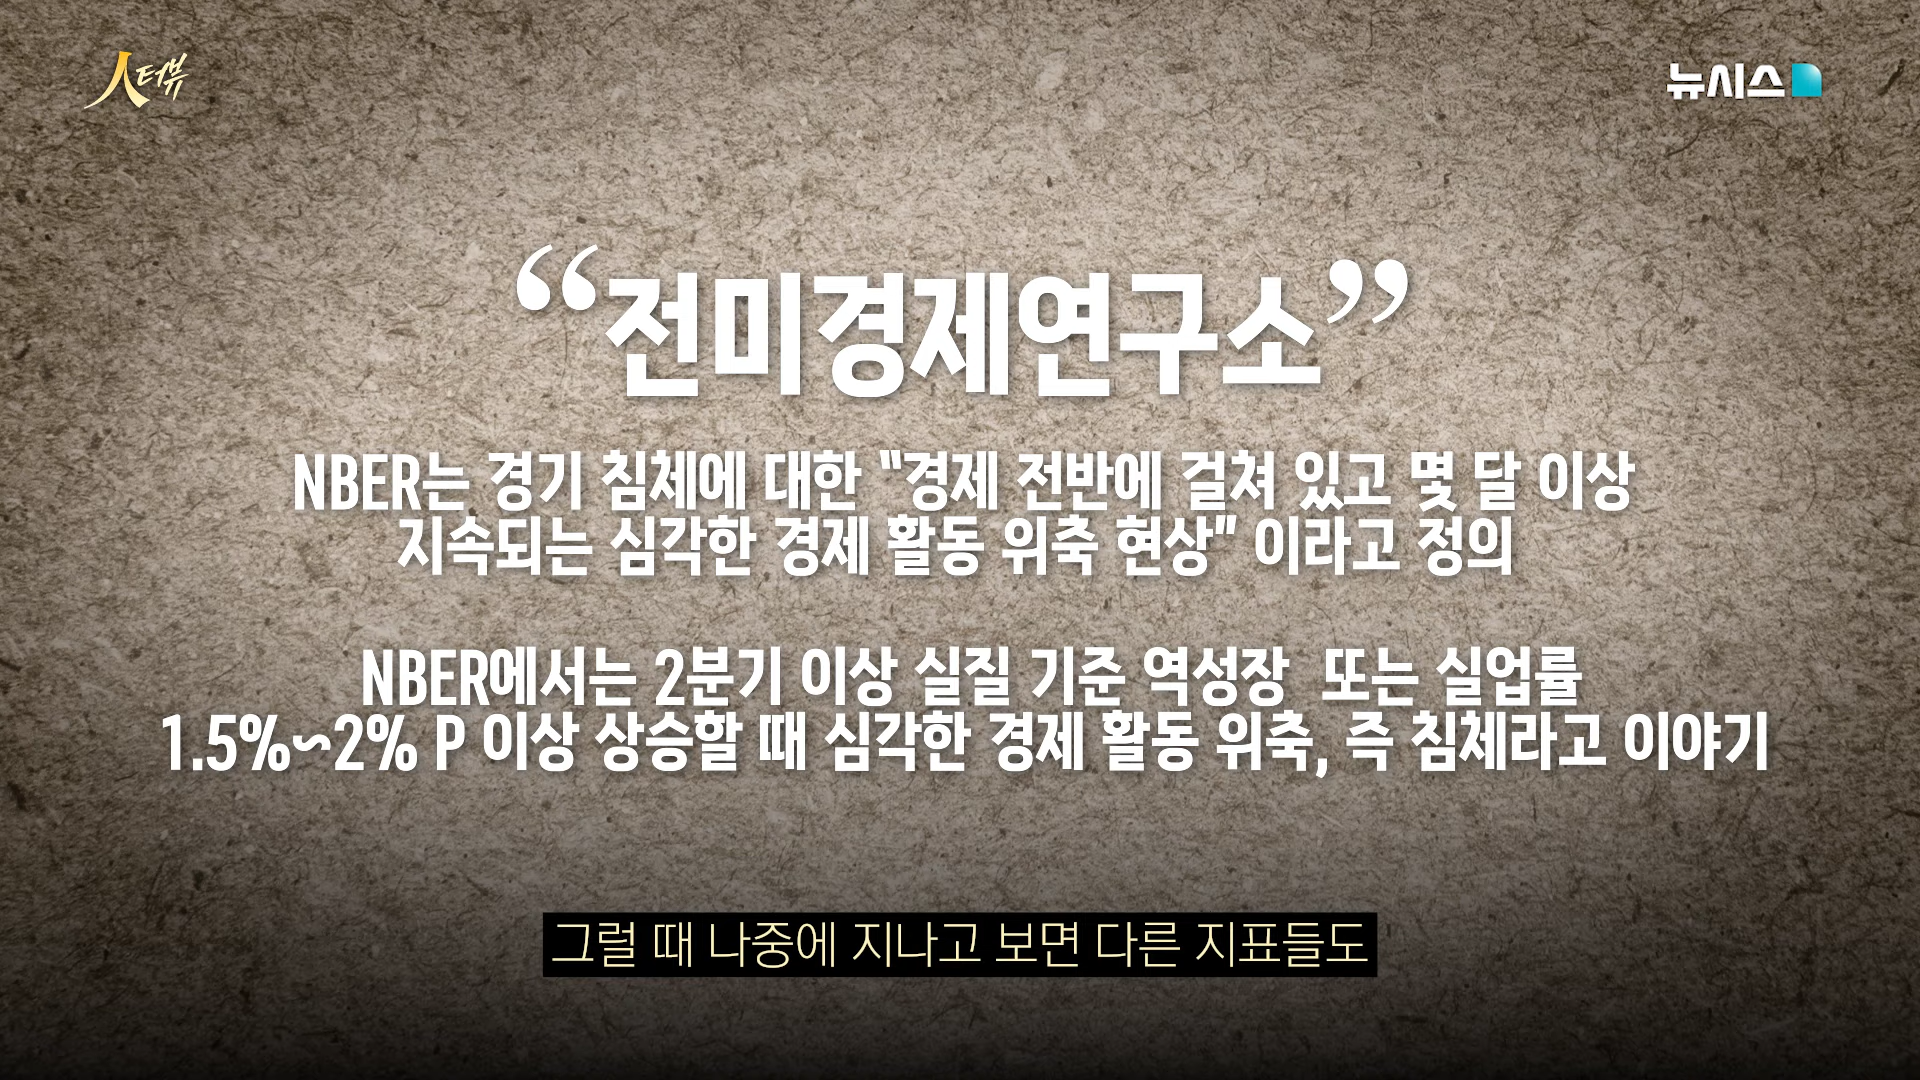 人터뷰
뉴시스
“전미경제연구소”
NBER는 경기 침체에 대한 "경제 전반에 걸쳐 있고 몇 달 이상
지속되는 심각한 경제 활동 위축 현상" 이라고 정의
NBER에서는 2분기 이상 실질 기준 역성장 또는 실업률
1.5%~2% P 이상 상승할 때 심각한 경제 활동 위축, 즉 침체라고 이야기
그럴 때 나중에 지나고 보면 다른 지표들도